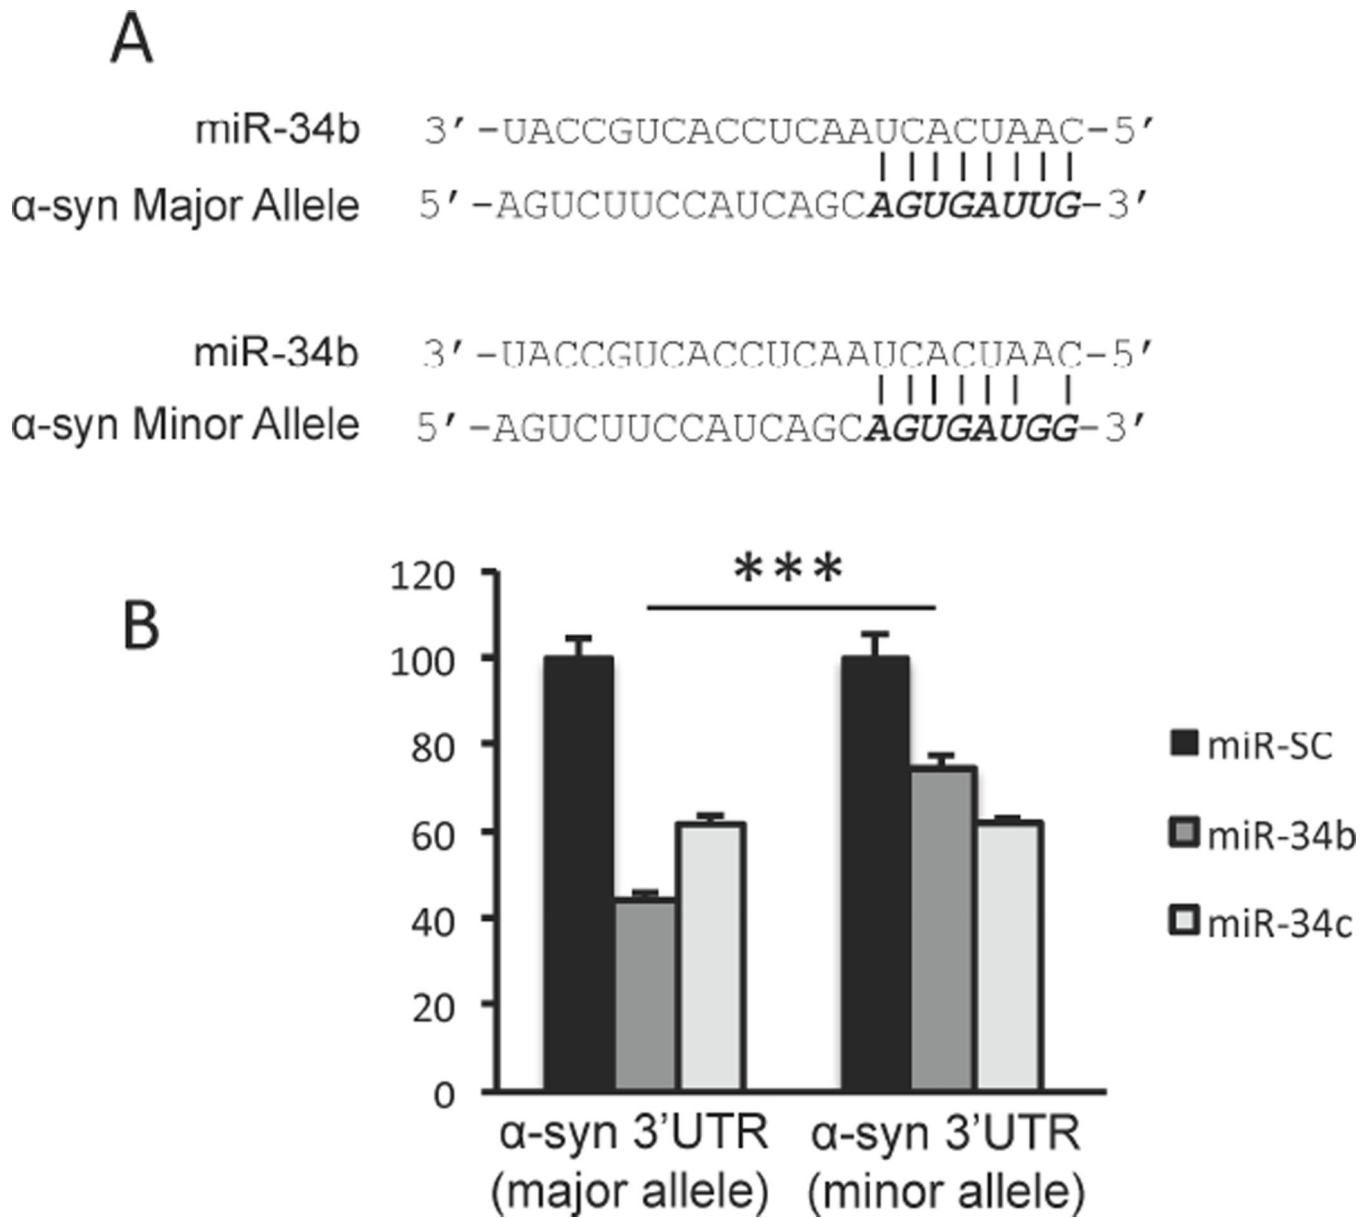 A
miR-34b 3’-UACCGUCACCUCAAUCACUAAC-5’
α-syn Major Allele 5’-AGUCUUCCAUCAGCAGUGAUUG-3’
miR-34b 3’-UACCGUCACCUCAAUCACUAAC-5’
α-syn Minor Allele 5’-AGUCUUCCAUCAGCAGUGAUGG-3’
B
***
120
100
80
60
40
20
0
miR-SC
miR-34b
miR-34c
α-syn 3’UTR
(major allele)
α-syn 3’UTR
(minor allele)